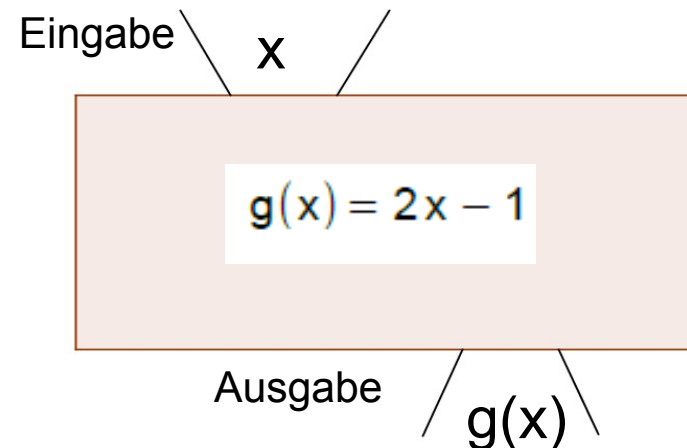 Eingabe
x
g(x) = 2x − 1
Ausgabe
g(x)